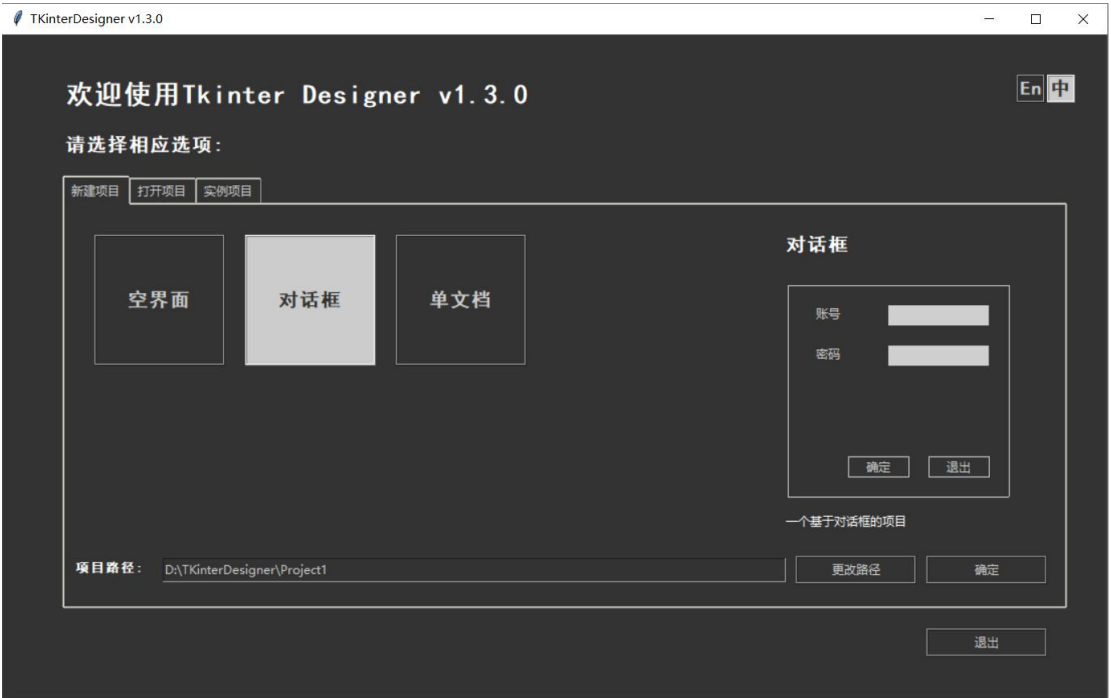 TKinterDesigner v1.3.0
欢迎使用Tkinter Designer v1.3.0
En 中
请选择相应选项:
新建项目 打开项目 实例项目
空界面 对话框 单文档
对话框
账号
密码
确定 退出
一个基于对话框的项目
项目路径: D:\TKinterDesigner\Project1 更改路径 确定
退出